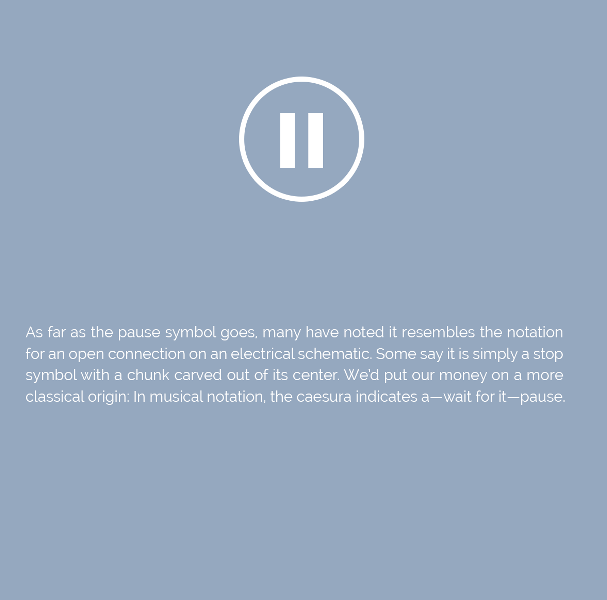 As far as the pause symbol goes, many have noted it resembles the notation
for an open connection on an electrical schematic. Some say it is simply a stop
symbol with a chunk carved out of its center. We'd put our money on a more
classical origin: In musical notation, the caesura indicates a—wait for it—pause.